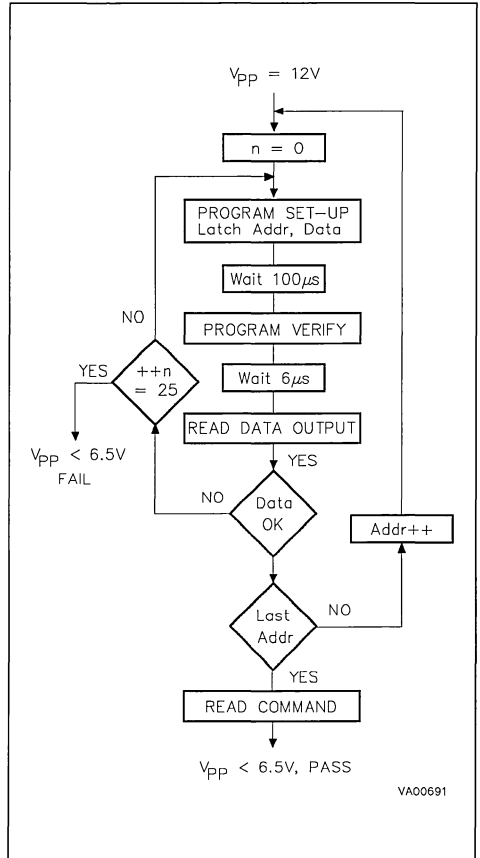 VPP = 12V
n = 0
PROGRAM SET-UP
Latch Addr, Data
Wait 100µs
NO
PROGRAM VERIFY
YES
++n
= 25
Wait 6µs
READ DATA OUTPUT
VPP < 6.5V
FAIL
YES
NO
Data
OK
Addr++
Last
Addr
NO
YES
READ COMMAND
VPP < 6.5V, PASS
VA00691